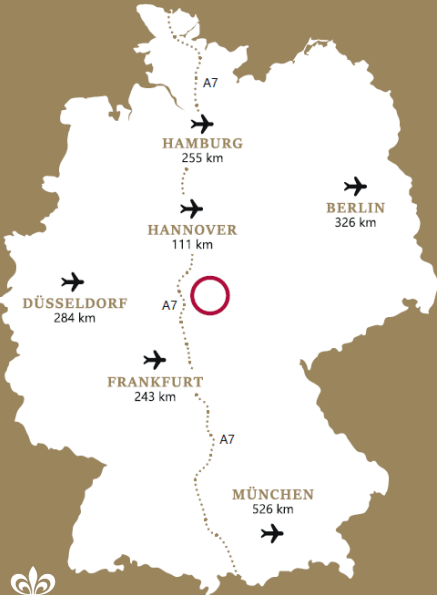 A7
HAMBURG
255 km
BERLIN
326 km
HANNOVER
111 km
DÜSSELDORF
284 km
A7
FRANKFURT
243 km
A7
MÜNCHEN
526 km